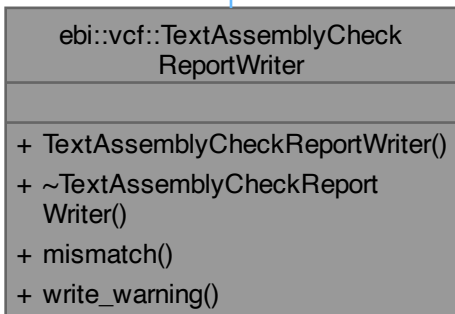 ebi::vcf::TextAssemblyCheck
ReportWriter
+ TextAssemblyCheckReportWriter()
+ ~TextAssemblyCheckReport
Writer()
+ mismatch()
+ write_warning()